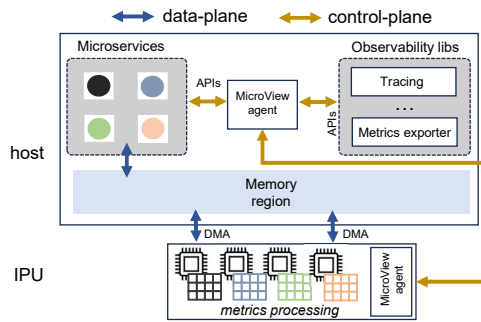 data-plane
control-plane
Microservices
Observability libs
APIs
MicroView
agent
APIs
Tracing
...
Metrics exporter
host
Memory
region
DMA
DMA
IPU
metrics processing
MicroView
agent